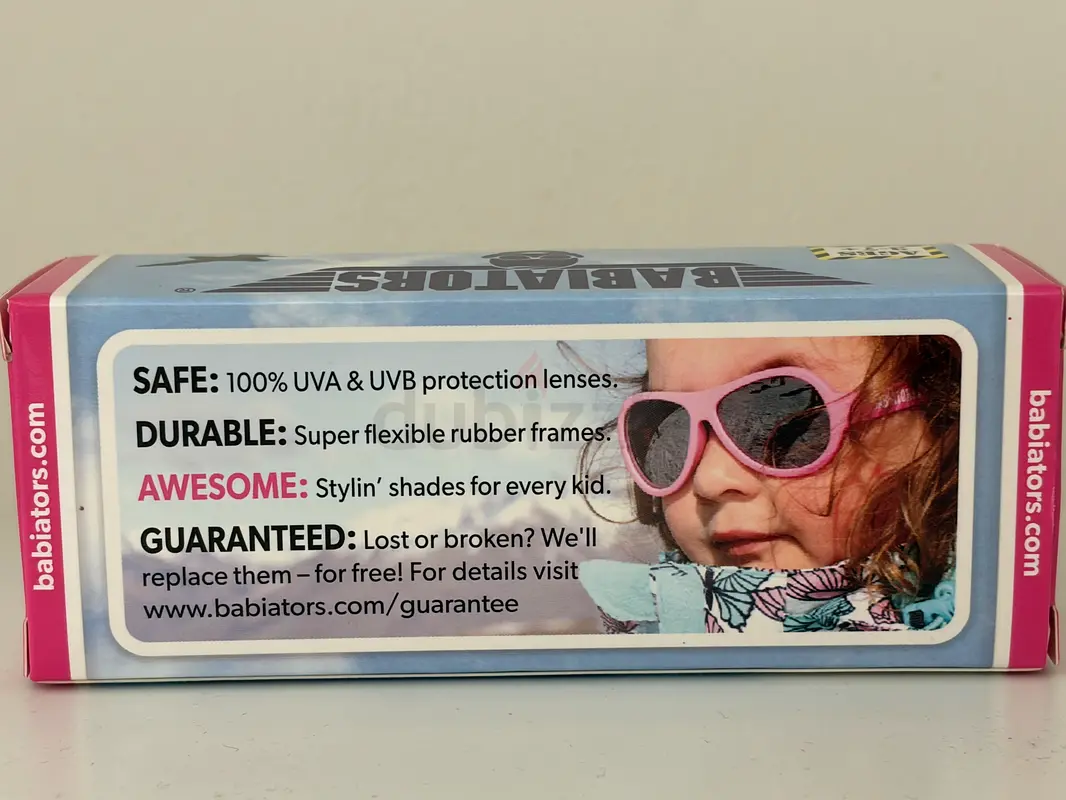 BABIATORS
®
AGES
SAFE: 100% UVA & UVB protection lenses.
DURABLE: Super flexible rubber frames.
AWESOME: Stylin' shades for every kid.
GUARANTEED: Lost or broken? We'll
replace them – for free! For details visit
www.babiators.com/guarantee
babiators.com
babiators.com